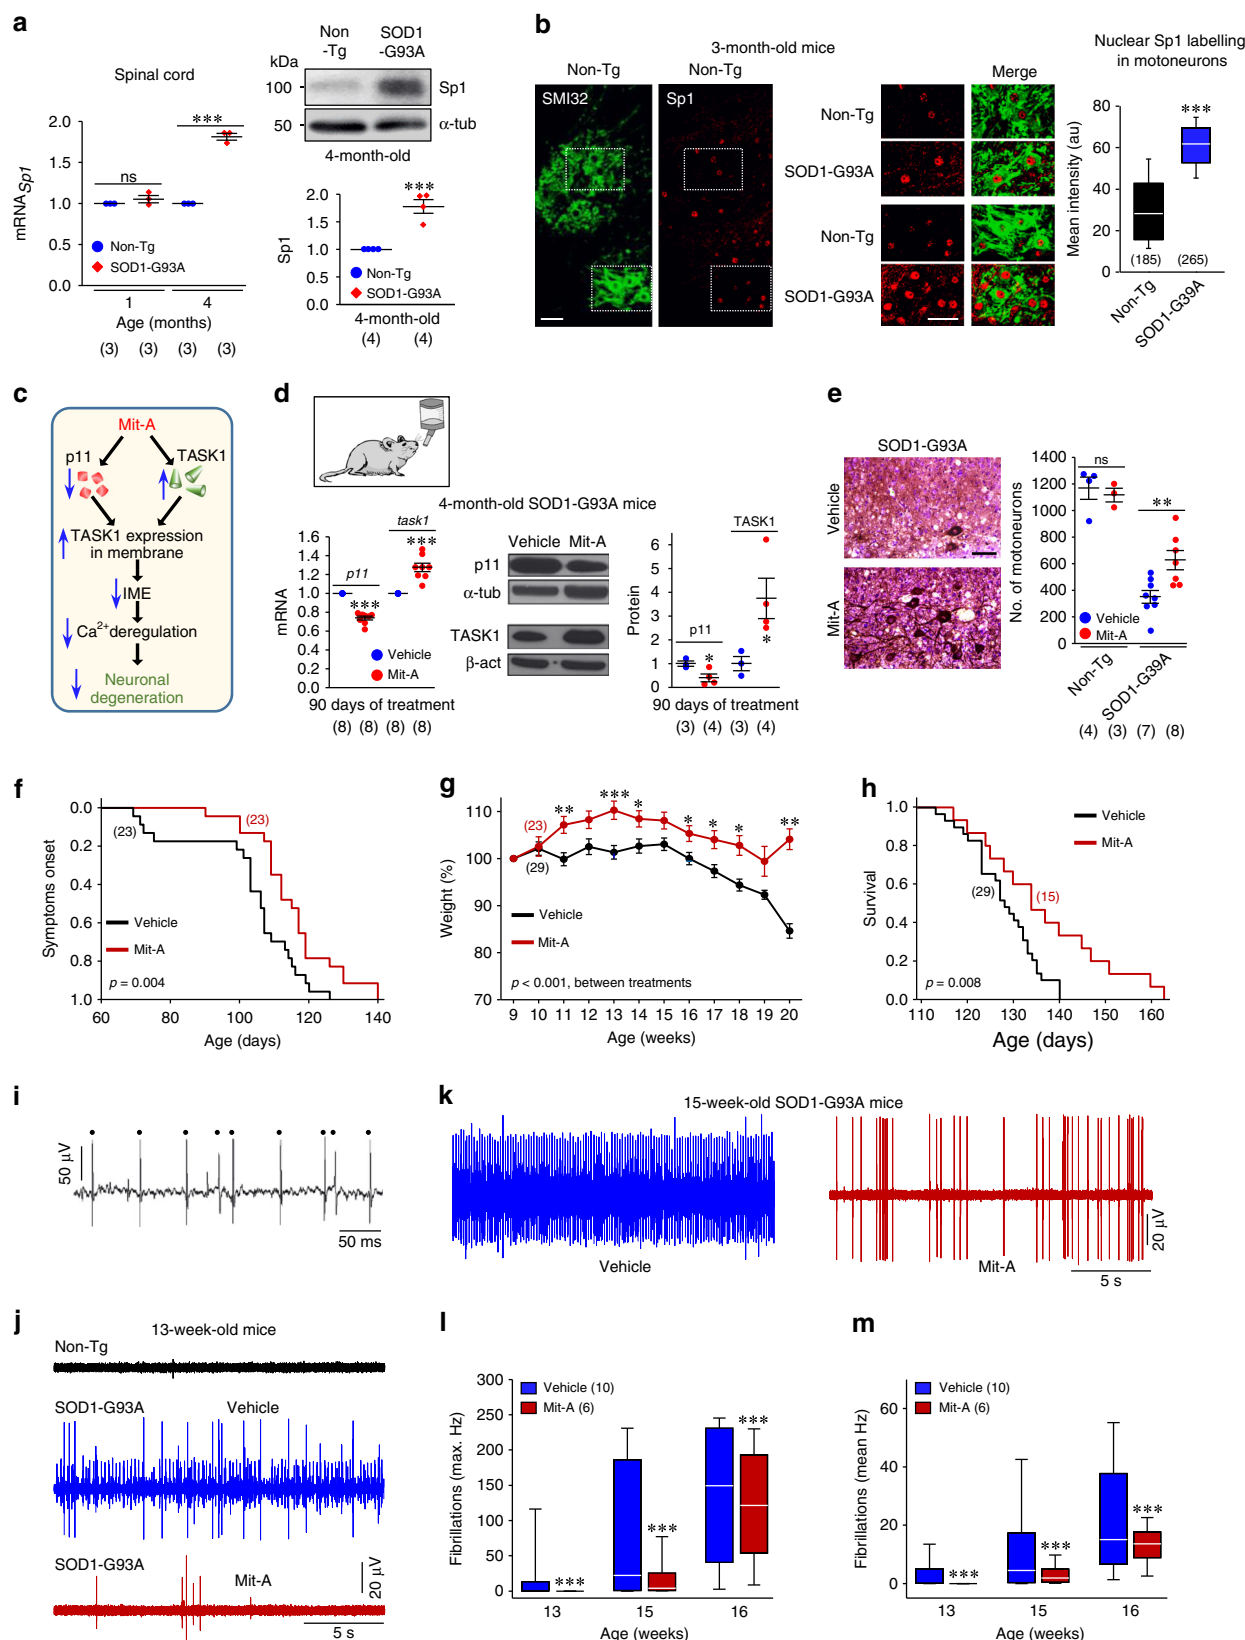 a
Spinal cord
mRNA Sp1
2.0
1.5
1.0
0.5
0.0
***
ns
Non-Tg
SOD1-G93A
1
4
Age (months)
(3) (3) (3) (3)
Non
-Tg
SOD1
-G93A
kDa
100
Sp1
50
α-tub
4-month-old
Sp1
2.0
1.5
1.0
0.5
0.0
***
Non-Tg
SOD1-G93A
4-month-old
(4) (4)
b
3-month-old mice
Non-Tg
Non-Tg
SMI32
Sp1
Merge
Non-Tg
SOD1-G93A
Non-Tg
SOD1-G93A
Nuclear Sp1 labelling
in motoneurons
Mean intensity (au)
80
60
40
20
0
***
(185)
(265)
Non-Tg
SOD1-G39A
c
Mit-A
p11
TASK1
TASK1 expression
in membrane
IME
Ca2+deregulation
Neuronal
degeneration
d
4-month-old SOD1-G93A mice
mRNA
1.6
1.4
1.2
1.0
0.8
0.6
0.4
0.2
0.0
task1
***
p11
***
Vehicle
Mit-A
90 days of treatment
(8) (8) (8) (8)
Vehicle Mit-A
p11
α-tub
TASK1
β-act
Protein
6
5
4
3
2
1
0
TASK1
p11
*
*
90 days of treatment
(3) (4) (3) (4)
e
SOD1-G93A
Vehicle
Mit-A
No. of motoneurons
1400
1200
1000
800
600
400
200
0
ns
**
Vehicle
Mit-A
Non-Tg
SOD1-G39A
(4) (3) (7) (8)
f
Symptoms onset
0.0
0.2
0.4
0.6
0.8
1.0
(23)
(23)
Vehicle
Mit-A
p = 0.004
60 80 100 120 140
Age (days)
g
Weight (%)
110
100
90
80
70
(23)
(29)
**
***
*
*
*
*
**
Vehicle
Mit-A
p < 0.001, between treatments
9 10 11 12 13 14 15 16 17 18 19 20
Age (weeks)
h
Survival
1.0
0.8
0.6
0.4
0.2
0.0
Vehicle
Mit-A
(29)
(15)
p = 0.008
110 120 130 140 150 160
Age (days)
i
50 µV
50 ms
k
15-week-old SOD1-G93A mice
Vehicle
Mit-A
20 µV
5 s
j
13-week-old mice
Non-Tg
SOD1-G93A
Vehicle
SOD1-G93A
Mit-A
20 µV
5 s
l
Fibrillations (max. Hz)
300
250
200
150
100
50
0
Vehicle (10)
Mit-A (6)
***
***
***
13 15 16
Age (weeks)
m
Fibrillations (mean Hz)
60
40
20
0
Vehicle (10)
Mit-A (6)
***
***
***
13 15 16
Age (weeks)